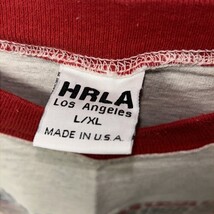 HRLA
Los Angeles
L/XL
MADE IN U.S.A.